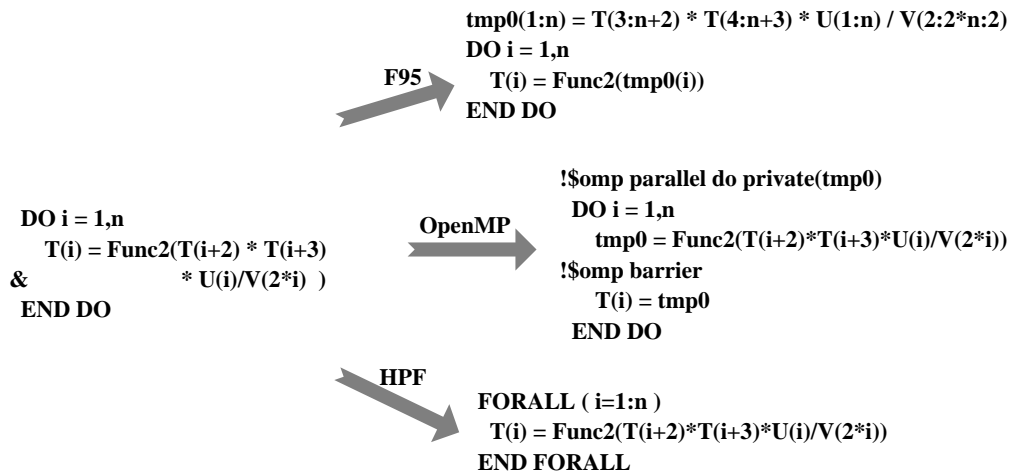 DO i = 1,n
T(i) = Func2(T(i+2) * T(i+3)
& * U(i)/V(2*i) )
END DO
F95
tmp0(1:n) = T(3:n+2) * T(4:n+3) * U(1:n) / V(2:2*n:2)
DO i = 1,n
T(i) = Func2(tmp0(i))
END DO
OpenMP
!$omp parallel do private(tmp0)
DO i = 1,n
tmp0 = Func2(T(i+2)*T(i+3)*U(i)/V(2*i))
!$omp barrier
T(i) = tmp0
END DO
HPF
FORALL ( i=1:n )
T(i) = Func2(T(i+2)*T(i+3)*U(i)/V(2*i))
END FORALL